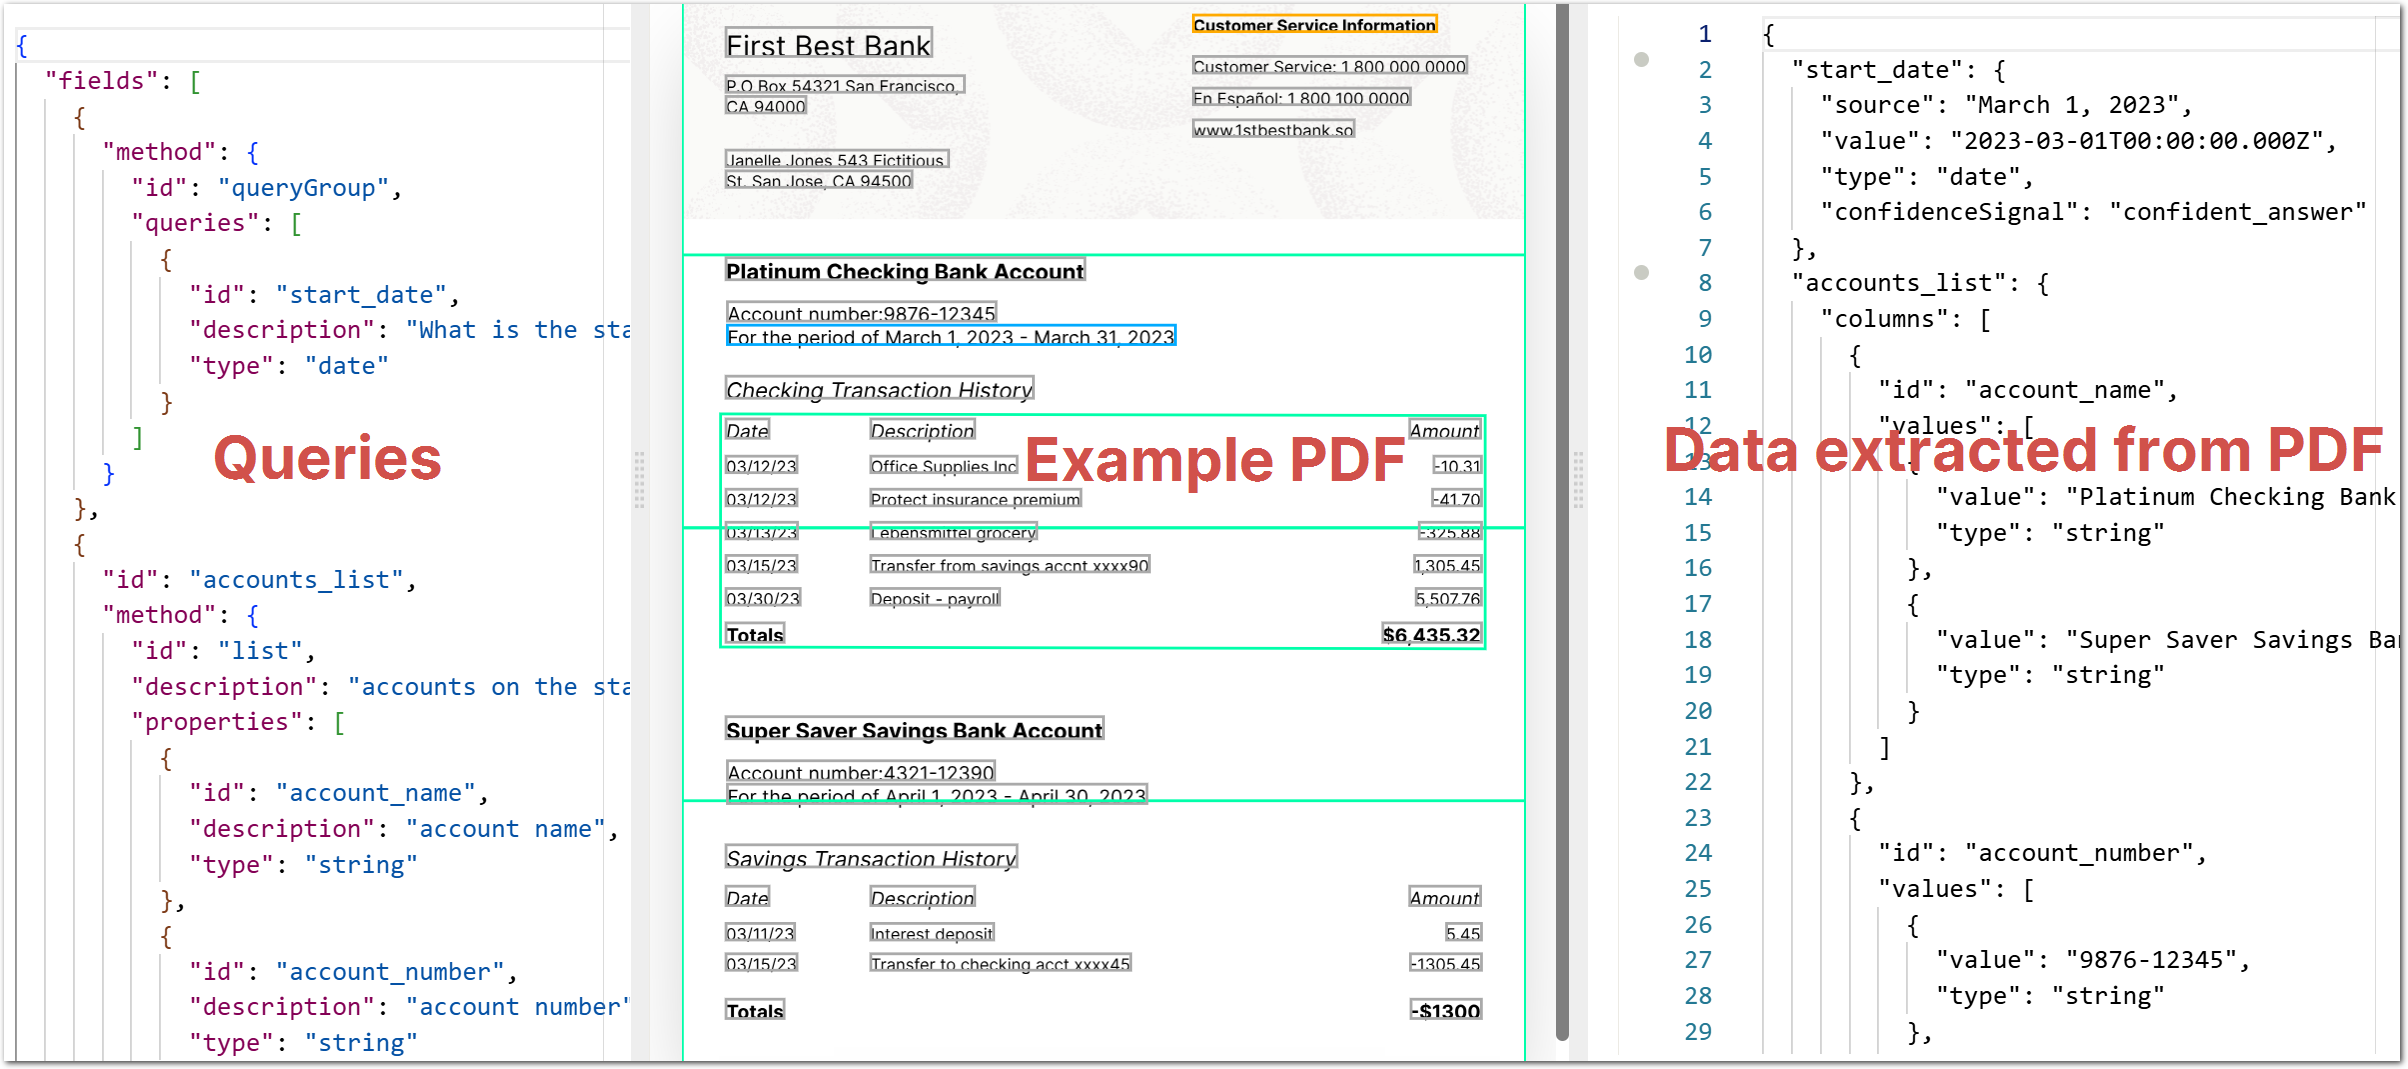 {
"fields": [
{
"method": {
"id": "queryGroup",
"queries": [
{
"id": "start_date",
"description": "What is the sta
"type": "date"
}
]
}
},
{
"id": "accounts_list",
"method": {
"id": "list",
"description": "accounts on the sta
"properties": [
{
"id": "account_name",
"description": "account name",
"type": "string"
},
{
"id": "account_number",
"description": "account number"
"type": "string"
Queries
First Best Bank
P.O Box 54321 San Francisco,
CA 94000
Janelle Jones 543 Fictitious
St. San Jose, CA 94500
Customer Service Information
Customer Service: 1 800 000 0000
En Español: 1 800 100 0000
www.1stbestbank.so
Platinum Checking Bank Account
Account number:9876-12345
For the period of March 1, 2023 - March 31, 2023
Checking Transaction History
Date Description Amount
03/12/23 Office Supplies Inc -10.31
03/12/23 Protect insurance premium -41.70
03/13/23 Lebensmittel grocery -325.88
03/15/23 Transfer from savings accnt xxxx90 1,305.45
03/30/23 Deposit - payroll 5,507.76
Totals $6,435.32
Example PDF
Super Saver Savings Bank Account
Account number:4321-12390
For the period of April 1, 2023 - April 30, 2023
Savings Transaction History
Date Description Amount
03/11/23 Interest deposit 5.45
03/15/23 Transfer to checking acct xxxx45 -1305.45
Totals -$1300
1 {
2 "start_date": {
3 "source": "March 1, 2023",
4 "value": "2023-03-01T00:00:00.000Z",
5 "type": "date",
6 "confidenceSignal": "confident_answer"
7 },
8 "accounts_list": {
9 "columns": [
10 {
11 "id": "account_name",
12 "values": [
13 {
14 "value": "Platinum Checking Bank
15 "type": "string"
16 },
17 {
18 "value": "Super Saver Savings Ba
19 "type": "string"
20 }
21 ]
22 },
23 {
24 "id": "account_number",
25 "values": [
26 {
27 "value": "9876-12345",
28 "type": "string"
29 },
Data extracted from PDF